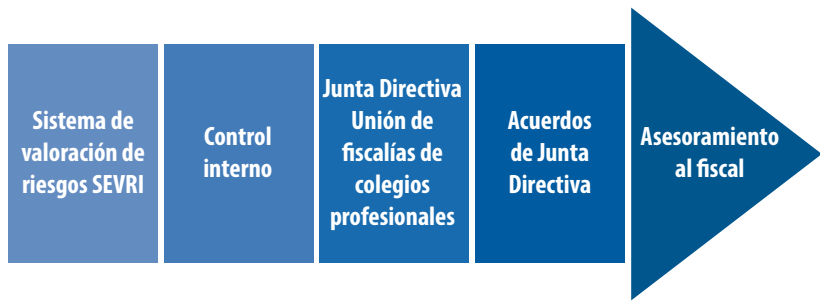 Sistema de
valoración de
riesgos SEVRI
Control
interno
Junta Directiva
Unión de
fiscalías de
colegios
profesionales
Acuerdos
de Junta
Directiva
Asesoramiento
al fiscal